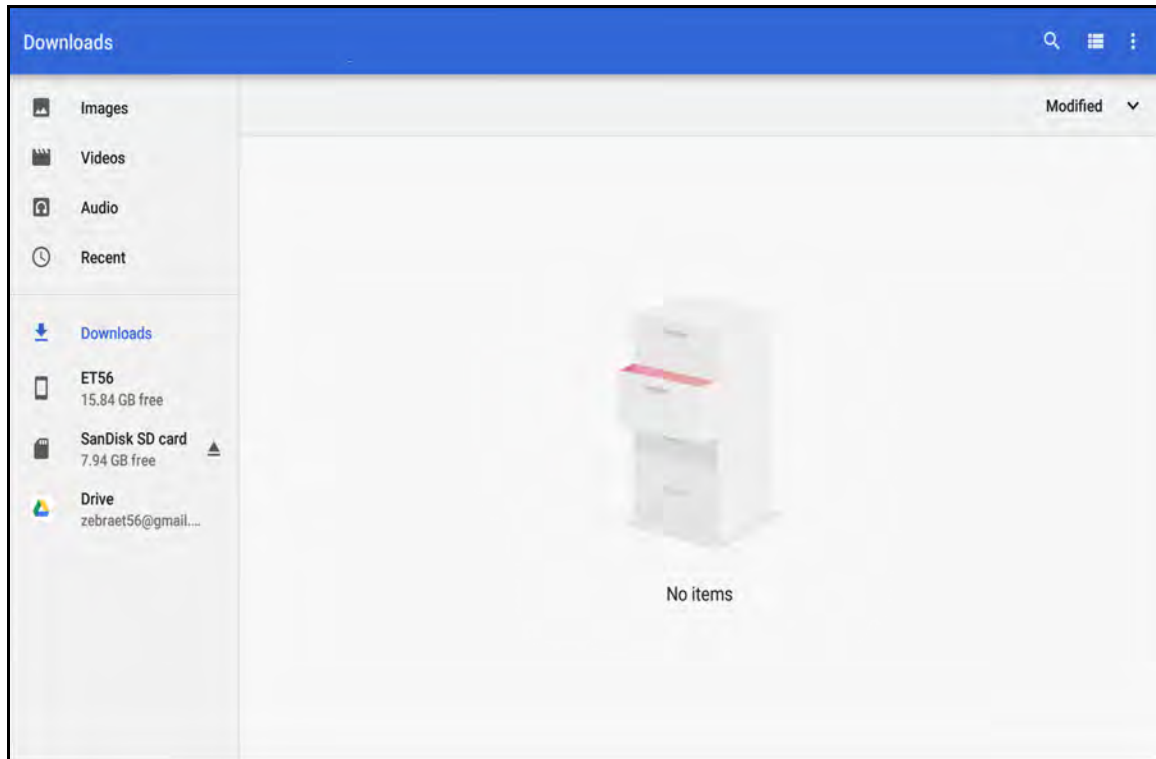 Downloads
Images
Modified
Videos
Audio
Recent
Downloads
ET56
15.84 GB free
SanDisk SD card
7.94 GB free
Drive
zebraet56@gmail....
No items